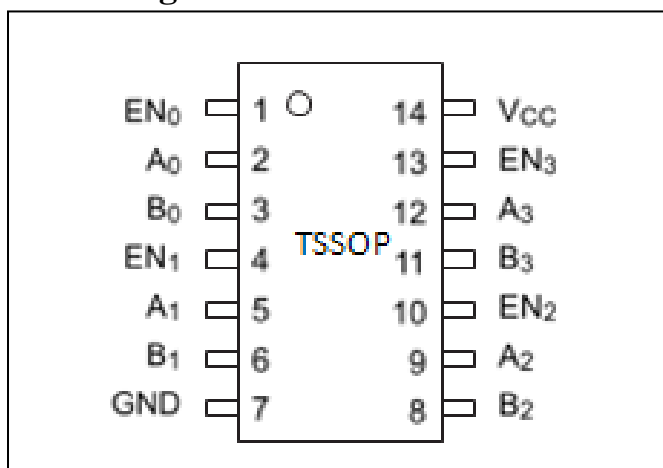 EN₀ 1 14 VCC
A₀ 2 13 EN₃
B₀ 3 12 A₃
EN₁ 4 TSSOP 11 B₃
A₁ 5 10 EN₂
B₁ 6 9 A₂
GND 7 8 B₂